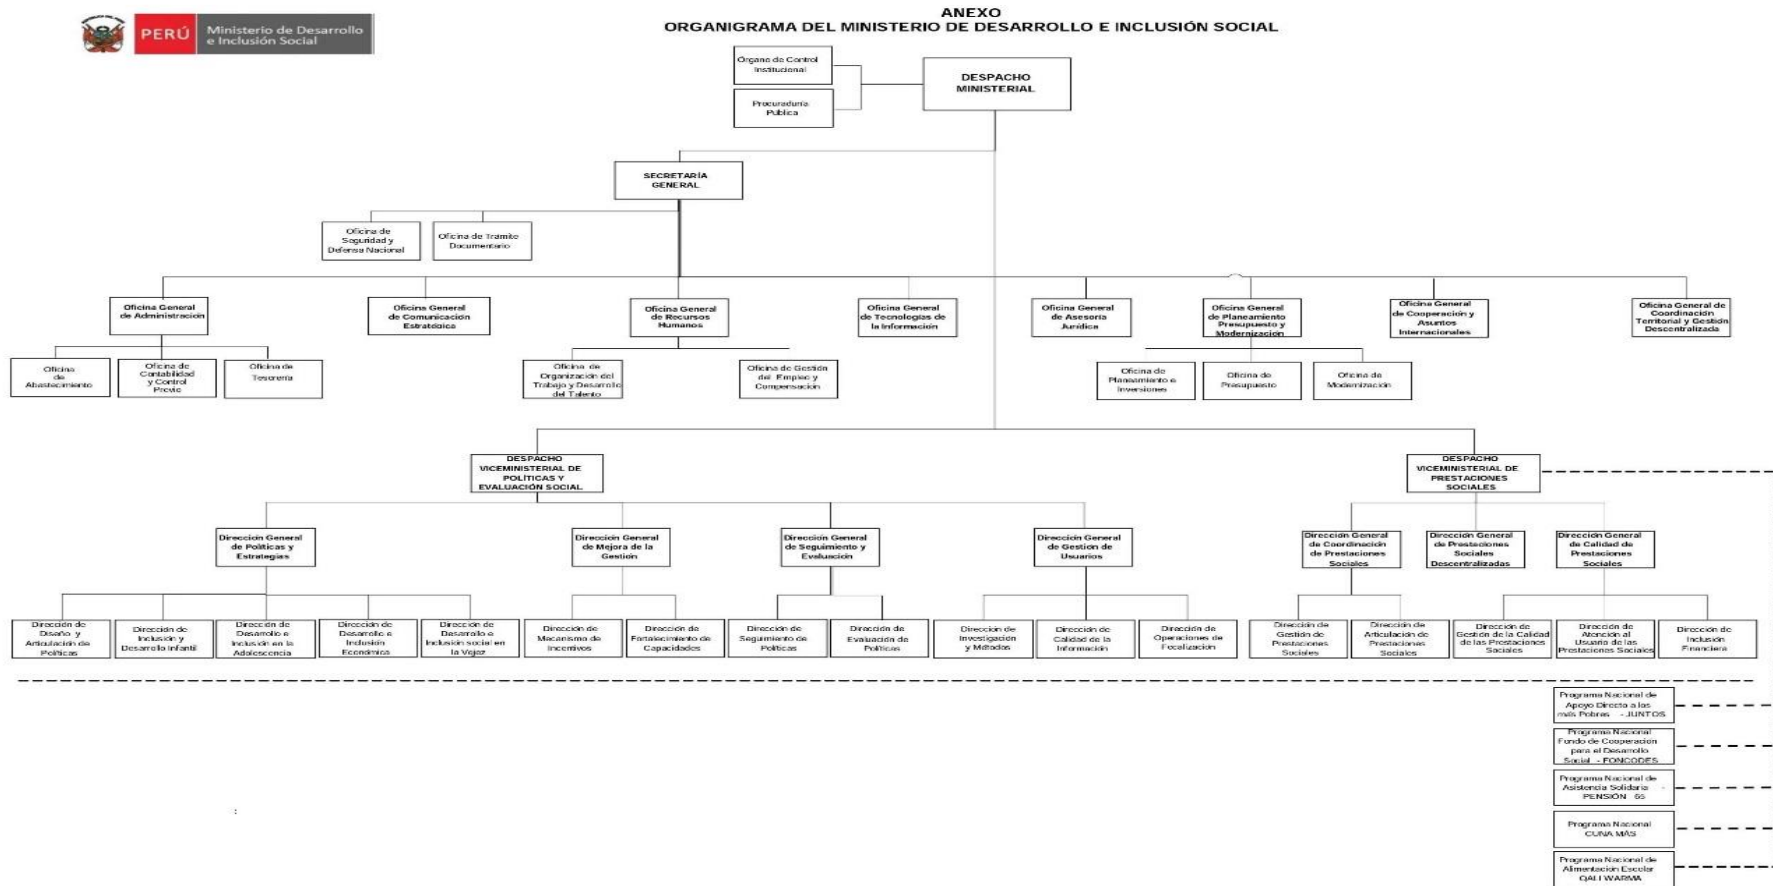 PERÚ
Ministerio de Desarrollo
e Inclusión Social
ANEXO
ORGANIGRAMA DEL MINISTERIO DE DESARROLLO E INCLUSIÓN SOCIAL
Órgano de Control
Institucional
Procuraduría
Pública
DESPACHO
MINISTERIAL
SECRETARÍA
GENERAL
Oficina de
Seguridad y
Defensa Nacional
Oficina de Tramite
Documentario
Oficina General
de Administración
Oficina General
de Comunicación
Estratégica
Oficina General
de Recursos
Humanos
Oficina General
de Tecnologías de
la Información
Oficina General
de Asesoría
Jurídica
Oficina General
de Planeamiento
Presupuesto y
Modernización
Oficina General
de Cooperación y
Asuntos
Internacionales
Oficina General de
Coordinación
Territorial y Gestión
Descentralizada
Oficina
de
Abastecimiento
Oficina de
Contabilidad
y Control
Previo
Oficina de
Tesorería
Oficina de
Organización del
Trabajo y Desarrollo
del Talento
Oficina de Gestión
del Empleo y
Compensación
Oficina de
Planeamiento e
Inversiones
Oficina de
Presupuesto
Oficina de
Modernización
DESPACHO
VICEMINISTERIAL DE
POLÍTICAS Y
EVALUACIÓN SOCIAL
DESPACHO
VICEMINISTERIAL DE
PRESTACIONES
SOCIALES
Dirección General
de Políticas y
Estrategias
Dirección General
de Mejora de la
Gestión
Dirección General
de Seguimiento y
Evaluación
Dirección General
de Gestión de
Usuarios
Dirección General
de Coordinación
de Prestaciones
Sociales
Dirección General
de Prestaciones
Sociales
Descentralizadas
Dirección General
de Calidad de
Prestaciones
Sociales
Dirección de
Diseño y
Articulación de
Políticas
Dirección de
Inclusión y
Desarrollo Infantil
Dirección de
Desarrollo e
Inclusión en la
Adolescencia
Dirección de
Desarrollo e
Inclusión
Económica
Dirección de
Desarrollo e
Inclusión social en
la Vejez
Dirección de
Mecanismo de
Incentivos
Dirección de
Fortalecimiento de
Capacidades
Dirección de
Seguimiento de
Políticas
Dirección de
Evaluación de
Políticas
Dirección de
Investigación
y Métodos
Dirección de
Calidad de la
Información
Dirección de
Operaciones de
Focalización
Dirección de
Gestión de
Prestaciones
Sociales
Dirección de
Articulación de
Prestaciones
Sociales
Dirección de
Gestión de la Calidad
de las Prestaciones
Sociales
Dirección de
Atención al
Usuario de las
Prestaciones Sociales
Dirección de
Inclusión
Financiera
Programa Nacional de
Apoyo Directo a los
más Pobres - JUNTOS
Programa Nacional
Fondo de Cooperación
para el Desarrollo
Social - FONCODES
Programa Nacional de
Asistencia Solidaria -
PENSIÓN 65
Programa Nacional
CUNA MÁS
Programa Nacional de
Alimentación Escolar
QALI WARMA